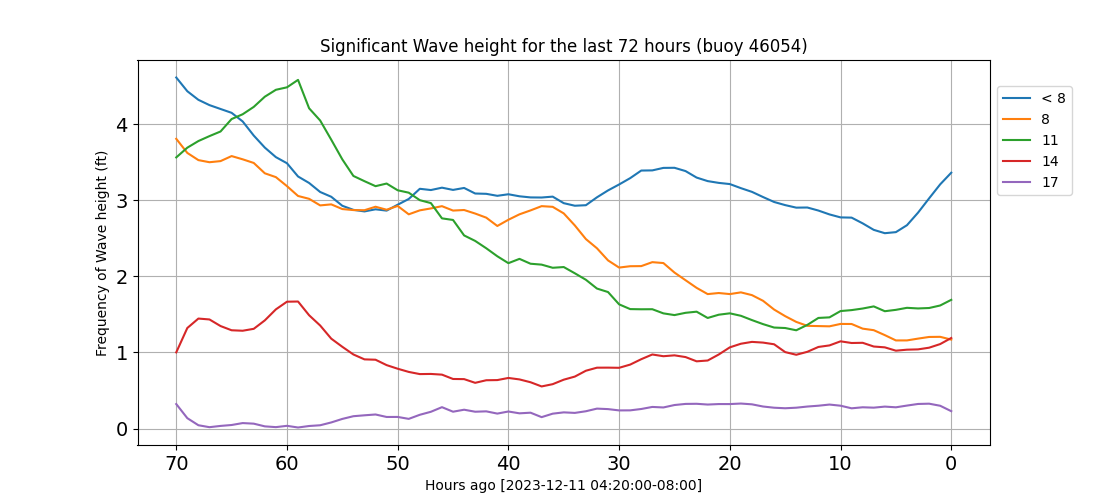 Significant Wave height for the last 72 hours (buoy 46054)
Frequency of Wave height (ft)
4
3
2
1
0
70 60 50 40 30 20 10 0
Hours ago [2023-12-11 04:20:00-08:00]
< 8
8
11
14
17